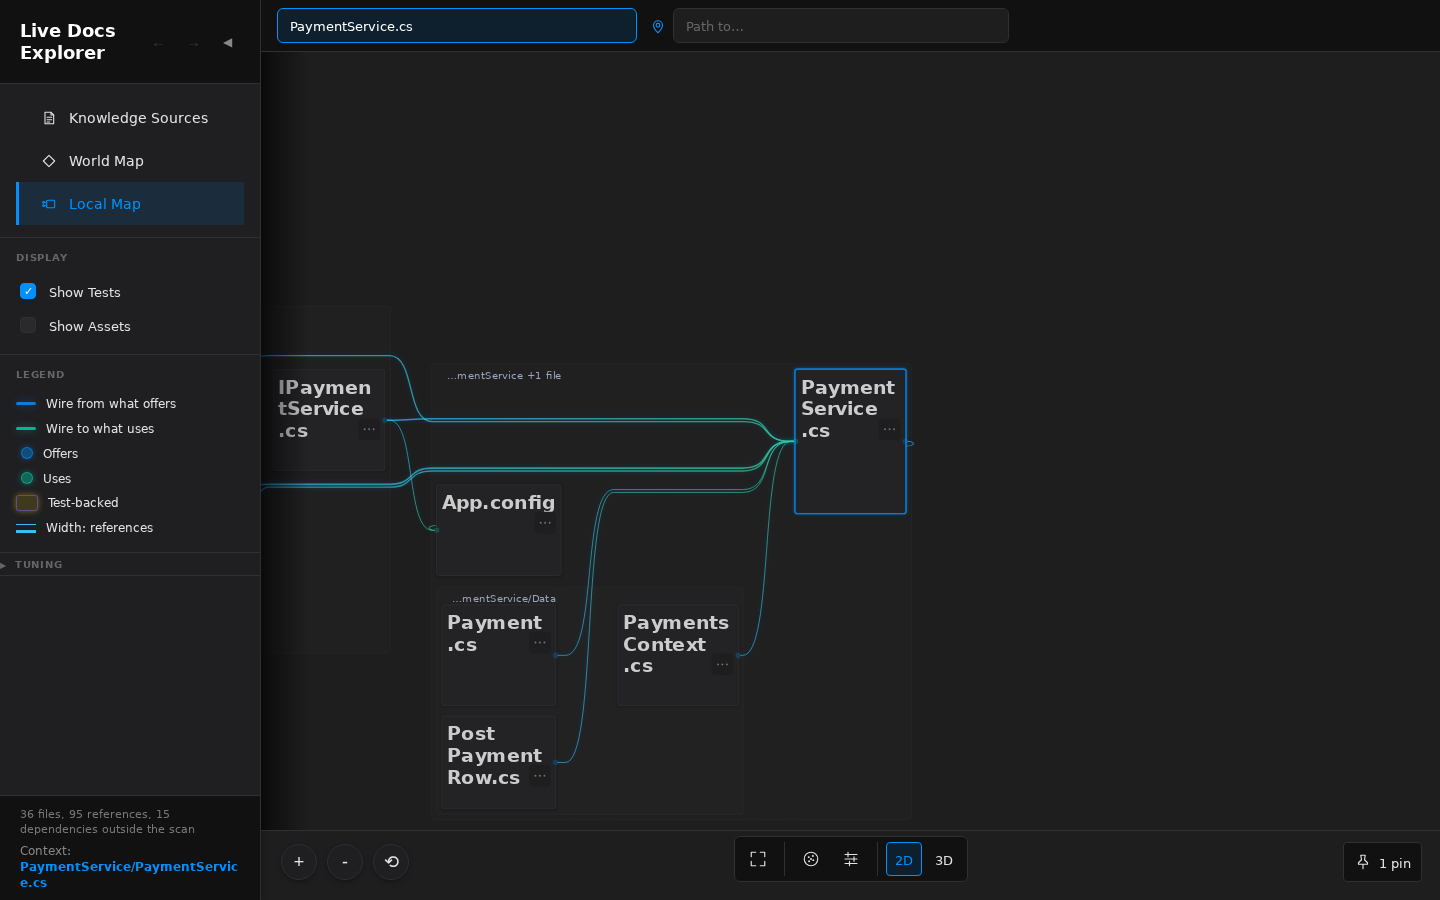 Live Docs
Explorer
PaymentService.cs
Path to...
Knowledge Sources
World Map
Local Map
DISPLAY
Show Tests
Show Assets
LEGEND
Wire from what offers
Wire to what uses
Offers
Uses
Test-backed
Width: references
TUNING
36 files, 95 references, 15
dependencies outside the scan
Context:
PaymentService/PaymentServic
e.cs
IPaymen
tService
.cs
...mentService +1 file
App.config
...mentService/Data
Payment
.cs
Post
Payment
Row.cs
Payments
Context
.cs
Payment
Service
.cs
+
-
2D
3D
1 pin